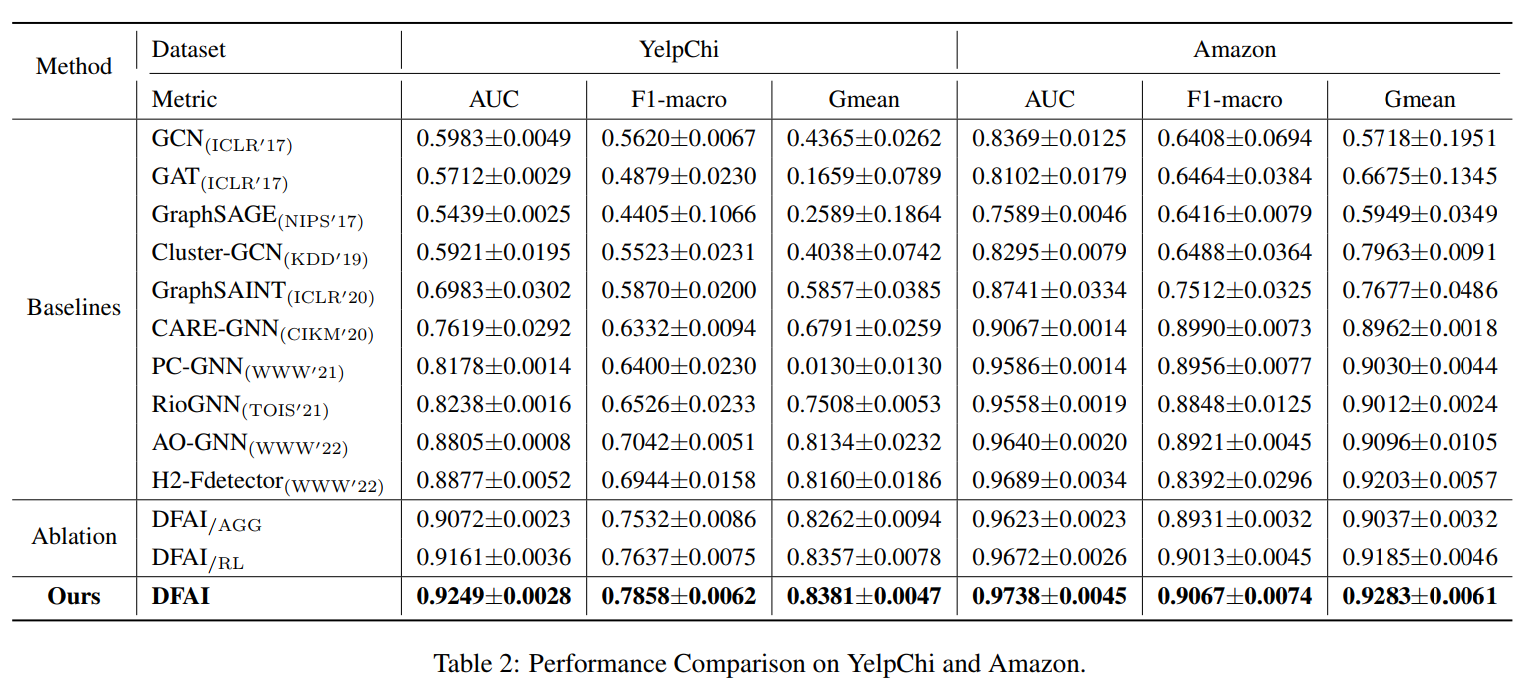 Method Dataset YelpChi Amazon
Metric AUC F1-macro Gmean AUC F1-macro Gmean
Baselines
GCN(ICLR′17) 0.5983±0.0049 0.5620±0.0067 0.4365±0.0262 0.8369±0.0125 0.6408±0.0694 0.5718±0.1951
GAT(ICLR′17) 0.5712±0.0029 0.4879±0.0230 0.1659±0.0789 0.8102±0.0179 0.6464±0.0384 0.6675±0.1345
GraphSAGE(NIPS′17) 0.5439±0.0025 0.4405±0.1066 0.2589±0.1864 0.7589±0.0046 0.6416±0.0079 0.5949±0.0349
Cluster-GCN(KDD′19) 0.5921±0.0195 0.5523±0.0231 0.4038±0.0742 0.8295±0.0079 0.6488±0.0364 0.7963±0.0091
GraphSAINT(ICLR′20) 0.6983±0.0302 0.5870±0.0200 0.5857±0.0385 0.8741±0.0334 0.7512±0.0325 0.7677±0.0486
CARE-GNN(CIKM′20) 0.7619±0.0292 0.6332±0.0094 0.6791±0.0259 0.9067±0.0014 0.8990±0.0073 0.8962±0.0018
PC-GNN(WWW′21) 0.8178±0.0014 0.6400±0.0230 0.0130±0.0130 0.9586±0.0014 0.8956±0.0077 0.9030±0.0044
RioGNN(TOIS′21) 0.8238±0.0016 0.6526±0.0233 0.7508±0.0053 0.9558±0.0019 0.8848±0.0125 0.9012±0.0024
AO-GNN(WWW′22) 0.8805±0.0008 0.7042±0.0051 0.8134±0.0232 0.9640±0.0020 0.8921±0.0045 0.9096±0.0105
H2-Fdetector(WWW′22) 0.8877±0.0052 0.6944±0.0158 0.8160±0.0186 0.9689±0.0034 0.8392±0.0296 0.9203±0.0057
Ablation
DFAI/AGG 0.9072±0.0023 0.7532±0.0086 0.8262±0.0094 0.9623±0.0023 0.8931±0.0032 0.9037±0.0032
DFAI/RL 0.9161±0.0036 0.7637±0.0075 0.8357±0.0078 0.9672±0.0026 0.9013±0.0045 0.9185±0.0046
Ours DFAI 0.9249±0.0028 0.7858±0.0062 0.8381±0.0047 0.9738±0.0045 0.9067±0.0074 0.9283±0.0061
Table 2: Performance Comparison on YelpChi and Amazon.